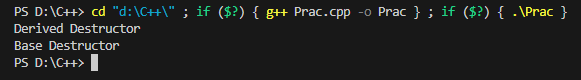 PS D:\C++> cd "d:\C++\" ; if ($?) { g++ Prac.cpp -o Prac } ; if ($?) { .\Prac }
Derived Destructor
Base Destructor
PS D:\C++>